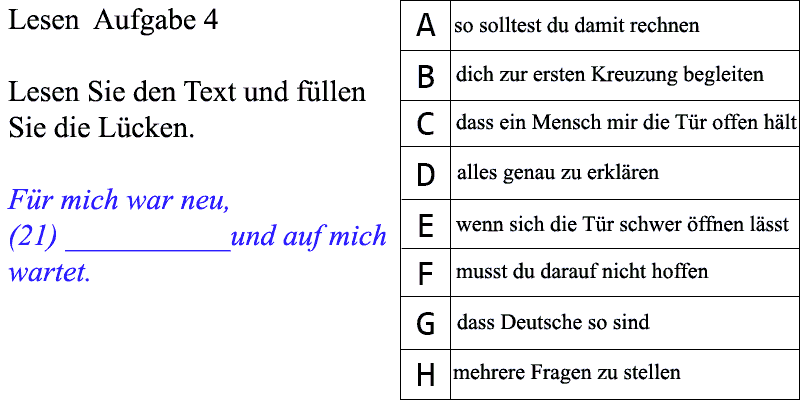 Lesen Aufgabe 4
Lesen Sie den Text und füllen
Sie die Lücken.
Für mich war neu,
(21) ___________und auf mich
wartet.
A so solltest du damit rechnen
B dich zur ersten Kreuzung begleiten
C dass ein Mensch mir die Tür offen hält
D alles genau zu erklären
E wenn sich die Tür schwer öffnen lässt
F musst du darauf nicht hoffen
G dass Deutsche so sind
H mehrere Fragen zu stellen